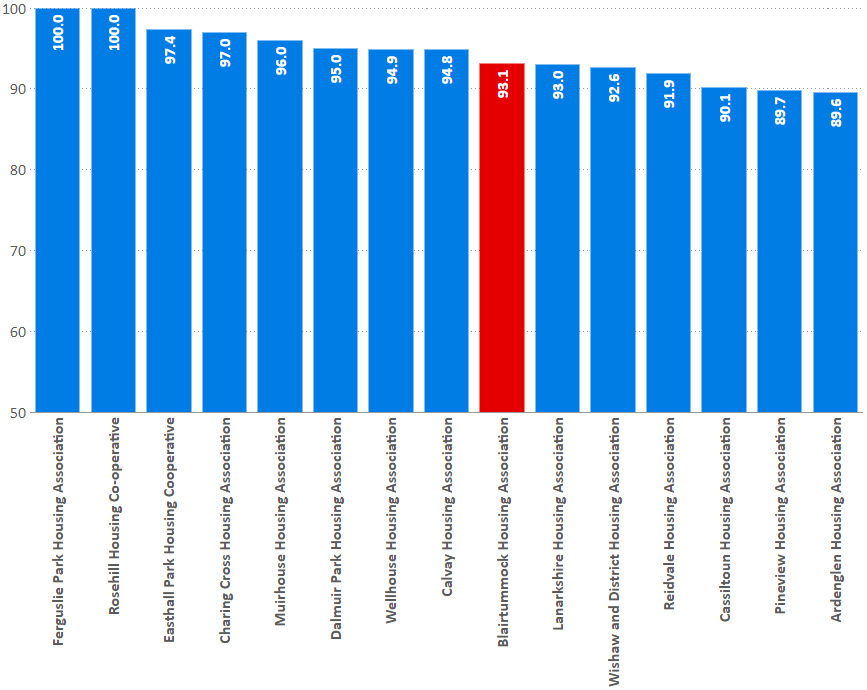 100
90
80
70
60
50
100.0
100.0
97.4
97.0
96.0
95.0
94.9
94.8
93.1
93.0
92.6
91.9
90.1
89.7
89.6
Ferguslie Park Housing Association
Rosehill Housing Co-operative
Easthall Park Housing Cooperative
Charing Cross Housing Association
Muirhouse Housing Association
Dalmuir Park Housing Association
Wellhouse Housing Association
Calvay Housing Association
Blairtummock Housing Association
Lanarkshire Housing Association
Wishaw and District Housing Association
Reidvale Housing Association
Cassiltoun Housing Association
Pineview Housing Association
Ardenglen Housing Association